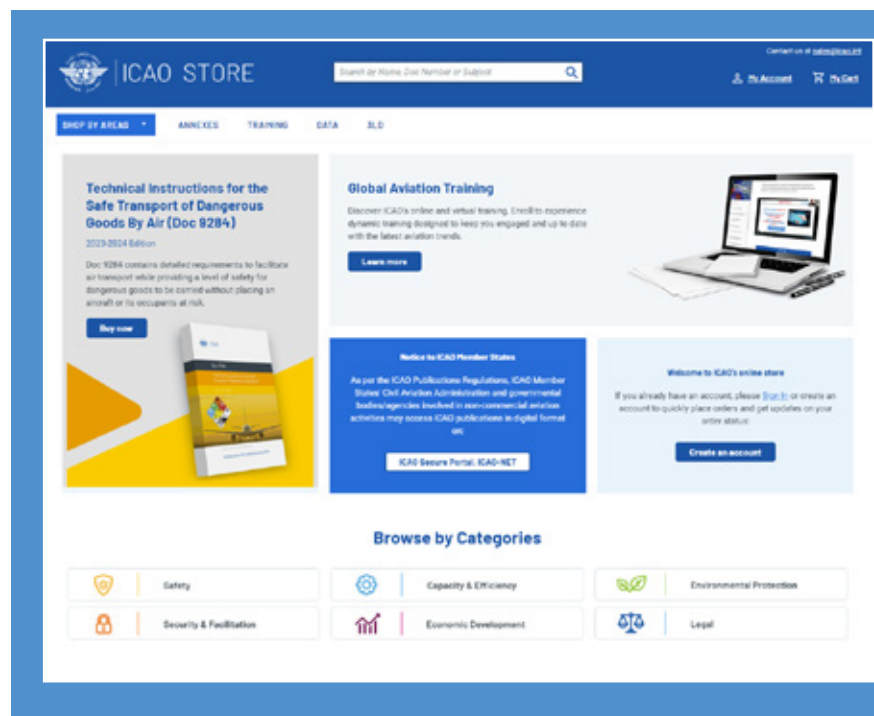 Contact us at sales@icao.int
ICAO STORE
Search by Name, Doc Number or Subject
My Account
My Cart
SHOP BY AREAS
ANNEXES
TRAINING
DATA
SLD
Technical Instructions for the
Safe Transport of Dangerous
Goods By Air (Doc 9284)
2023-2024 Edition
Doc 9284 contains detailed requirements to facilitate
air transport while providing a level of safety for
dangerous goods to be carried without placing an
aircraft or its occupants at risk.
Buy now
Global Aviation Training
Discover ICAO's online and virtual training. Enroll to experience
dynamic training designed to keep you engaged and up to date
with the latest aviation trends.
Learn more
Notice to ICAO Member States
As per the ICAO Publications Regulations, ICAO Member
States' Civil Aviation Administration and governmental
bodies/agencies involved in non-commercial aviation
activities may access ICAO publications in digital format
on:
ICAO Secure Portal, ICAO-NET
Welcome to ICAO's online store
If you already have an account, please Sign In or create an
account to quickly place orders and get updates on your
order status:
Create an account
Browse by Categories
Safety
Capacity & Efficiency
Environmental Protection
Security & Facilitation
Economic Development
Legal